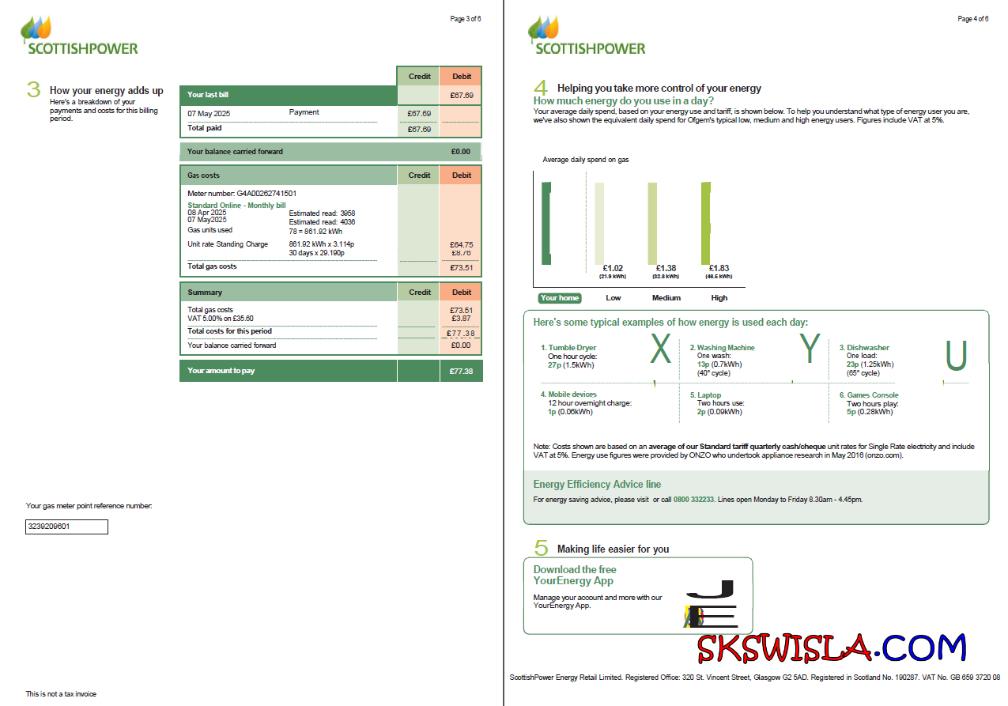 Page 3 of 6
SCOTTISHPOWER
3 How your energy adds up
Here's a breakdown of your
payments and costs for this billing
period.
Credit Debit
Your last bill £67.69
07 May 2025 Payment £67.69
Total paid £67.69
Your balance carried forward £0.00
Gas costs Credit Debit
Meter number: G4A00262741501
Standard Online - Monthly bill
08 Apr 2025 Estimated read: 3958
07 May2025 Estimated read: 4036
Gas units used 78 = 861.92 kWh
Unit rate Standing Charge 861.92 kWh x 3.114p £64,75
30 days x 29.190p £8.76
Total gas costs £73,51
Summary Credit Debit
Total gas costs £73.51
VAT 5.00% on £35.60 £3.87
Total costs for this period £77.38
Your balance carried forward £0.00
Your amount to pay £77.38
Your gas meter point reference number:
3239209601
This is not a tax invoice
Page 4 of 6
SCOTTISHPOWER
4 Helping you take more control of your energy
How much energy do you use in a day?
Your average daily spend, based on your energy use and tariff, is shown below. To help you understand what type of energy user you are,
we've also shown the equivalent daily spend for Ofgem's typical low, medium and high energy users. Figures include VAT at 5%.
Average daily spend on gas
£1.02 £1.38 £1.83
(21.9 kWh) (32.8 kWh) (46.5 kWh)
Your home Low Medium High
Here's some typical examples of how energy is used each day:
1. Tumble Dryer
One hour cycle:
27p (1.5kWh)
X
2. Washing Machine
One wash:
13p (0.7kWh)
(40° cycle)
Y
3. Dishwasher
One load:
23p (1.25kWh)
(65° cycle)
U
4. Mobile devices
12 hour overnight charge:
1p (0.06kWh)
5. Laptop
Two hours use:
2p (0.09kWh)
6. Games Console
Two hours play:
5p (0.28kWh)
Note: Costs shown are based on an average of our Standard tariff quarterly cash/cheque unit rates for Single Rate electricity and include
VAT at 5%. Energy use figures were provided by ONZO who undertook appliance research in May 2016 (onzo.com).
Energy Efficiency Advice line
For energy saving advice, please visit or call 0800 332233. Lines open Monday to Friday 8.30am - 4.45pm.
5 Making life easier for you
Download the free
YourEnergy App
Manage your account and more with our
YourEnergy App.
SKSWISLA.COM
ScottishPower Energy Retail Limited. Registered Office: 320 St. Vincent Street, Glasgow G2 5AD. Registered in Scotland No. 190287. VAT No. GB 659 3720 08